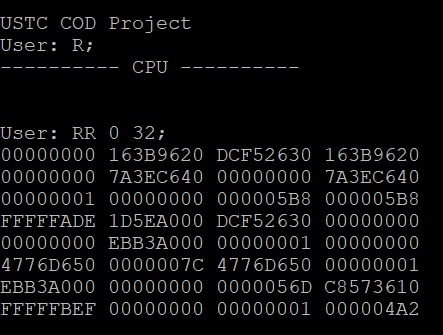 USTC COD Project
User: R;
---------- CPU ----------
User: RR 0 32;
00000000 163B9620 DCF52630 163B9620
00000000 7A3EC640 00000000 7A3EC640
00000001 00000000 000005B8 000005B8
FFFFFADE 1D5EA000 DCF52630 00000000
00000000 EBB3A000 00000001 00000000
4776D650 0000007C 4776D650 00000001
EBB3A000 00000000 0000056D C8573610
FFFFFBEF 00000000 00000001 000004A2